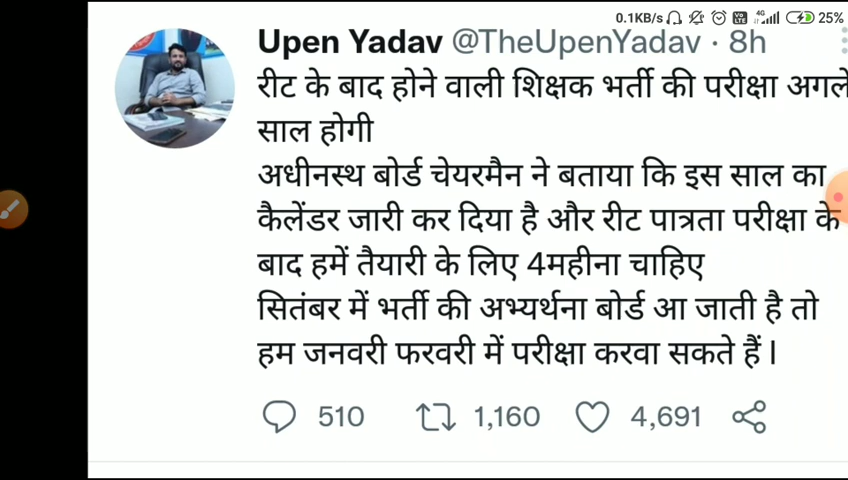 0.1KB/s 4G 25%
Upen Yadav @TheUpenYadav · 8h
रीट के बाद होने वाली शिक्षक भर्ती की परीक्षा अगले
साल होगी
अधीनस्थ बोर्ड चेयरमैन ने बताया कि इस साल का
कैलेंडर जारी कर दिया है और रीट पात्रता परीक्षा के
बाद हमें तैयारी के लिए 4महीना चाहिए
सितंबर में भर्ती की अभ्यर्थना बोर्ड आ जाती है तो
हम जनवरी फरवरी में परीक्षा करवा सकते हैं l
510 1,160 4,691